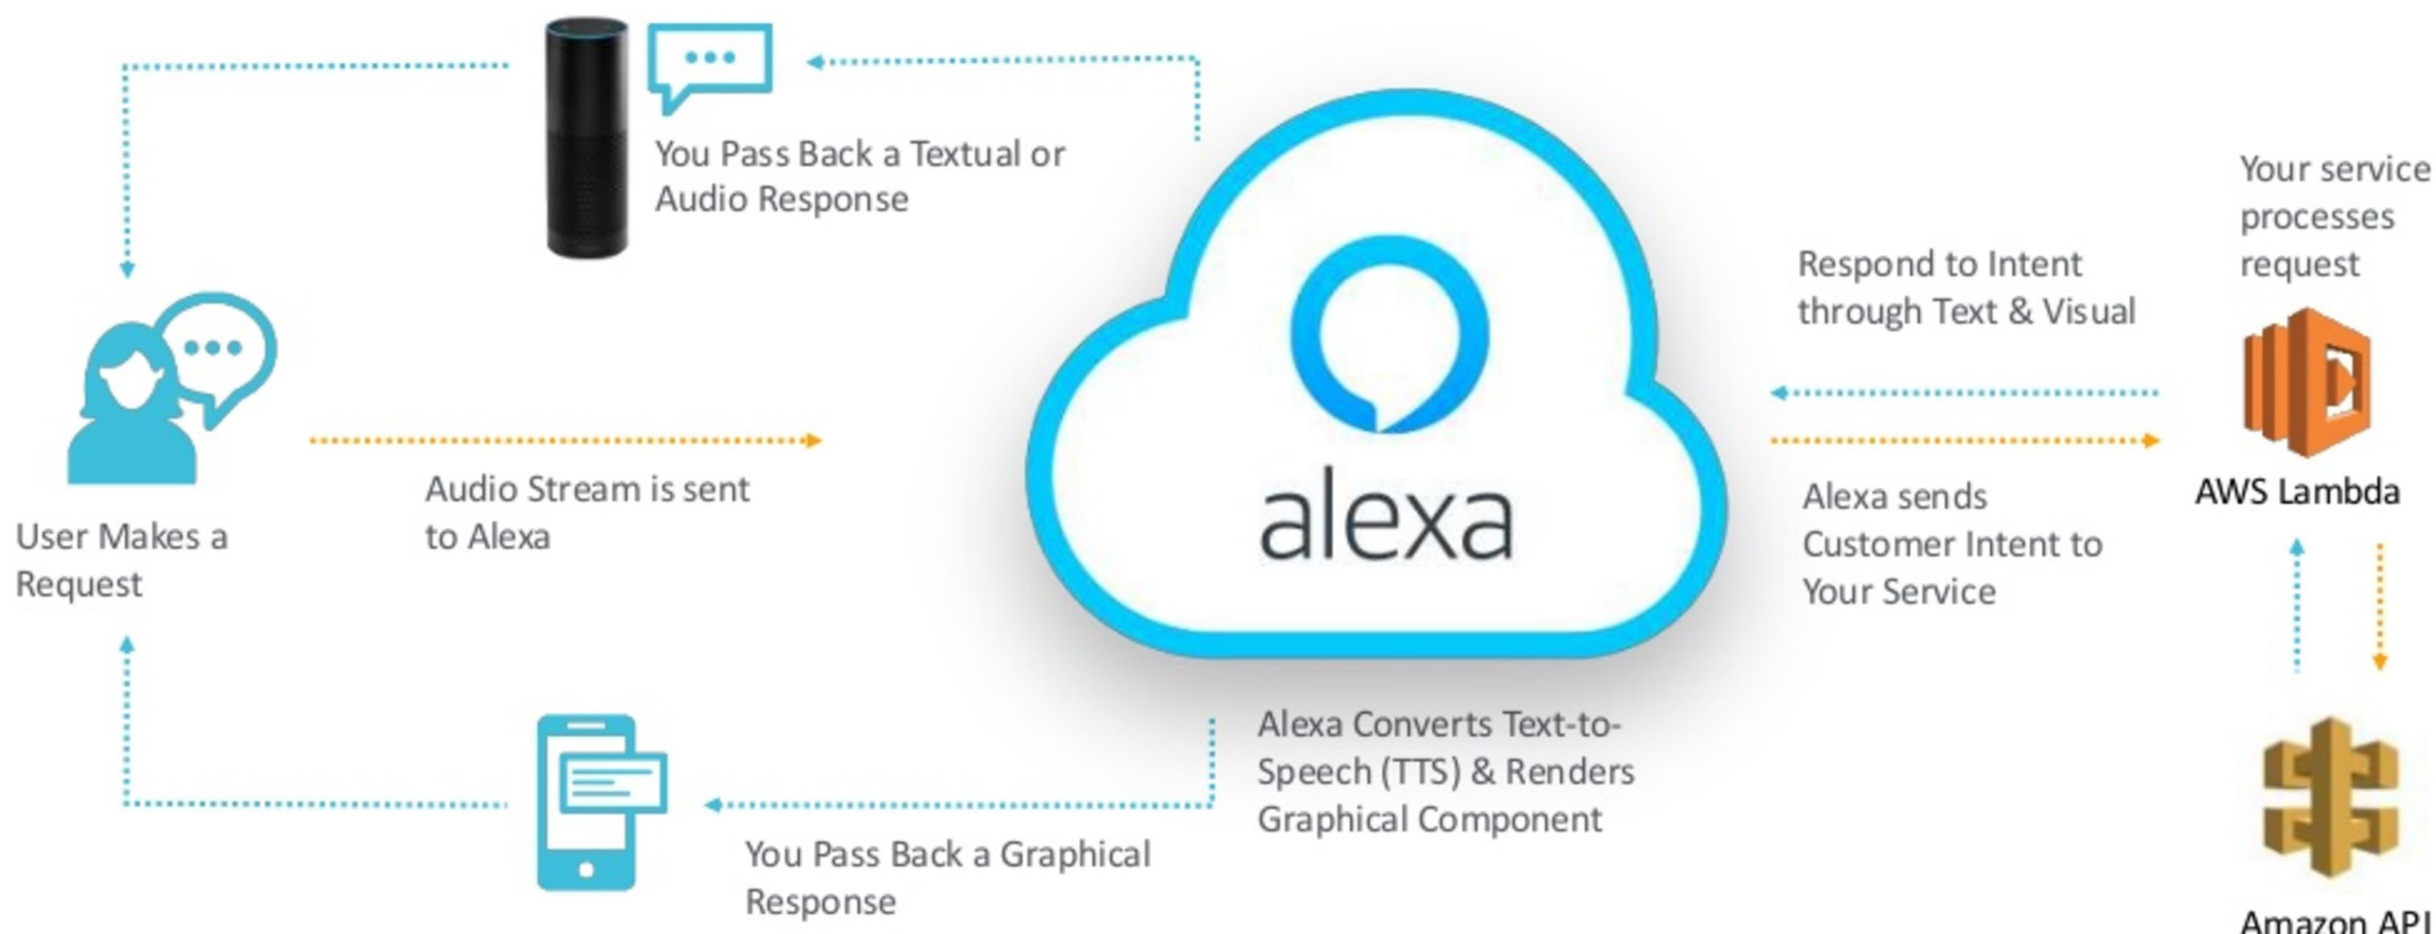 You Pass Back a Textual or
Audio Response
Your service
processes
request
Respond to Intent
through Text & Visual
alexa
User Makes a
Request
Audio Stream is sent
to Alexa
Alexa sends
Customer Intent to
Your Service
AWS Lambda
Alexa Converts Text-to-
Speech (TTS) & Renders
Graphical Component
You Pass Back a Graphical
Response
Amazon API